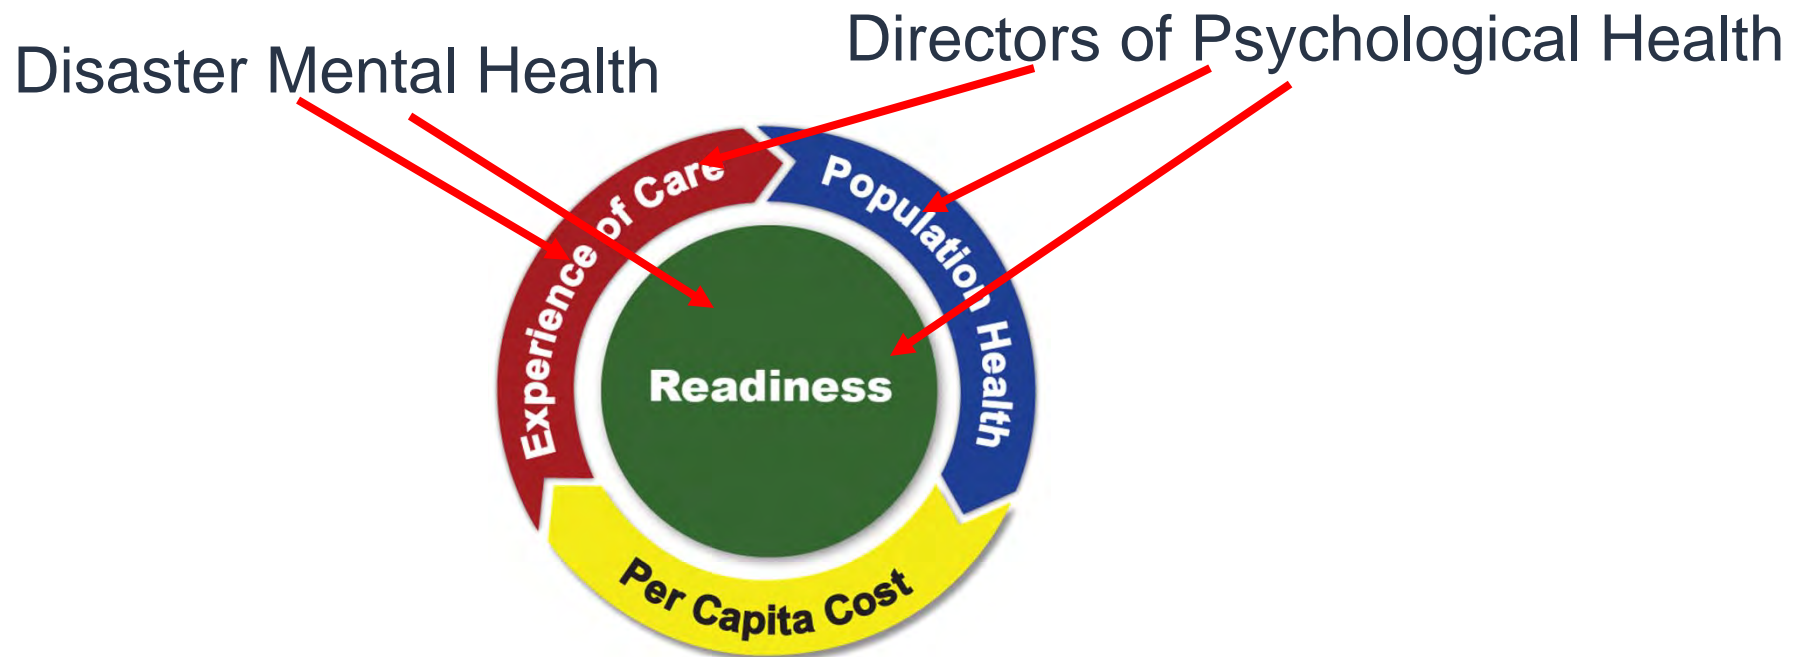 Disaster Mental Health
Directors of Psychological Health
Experience of Care
Population Health
Readiness
Per Capita Cost